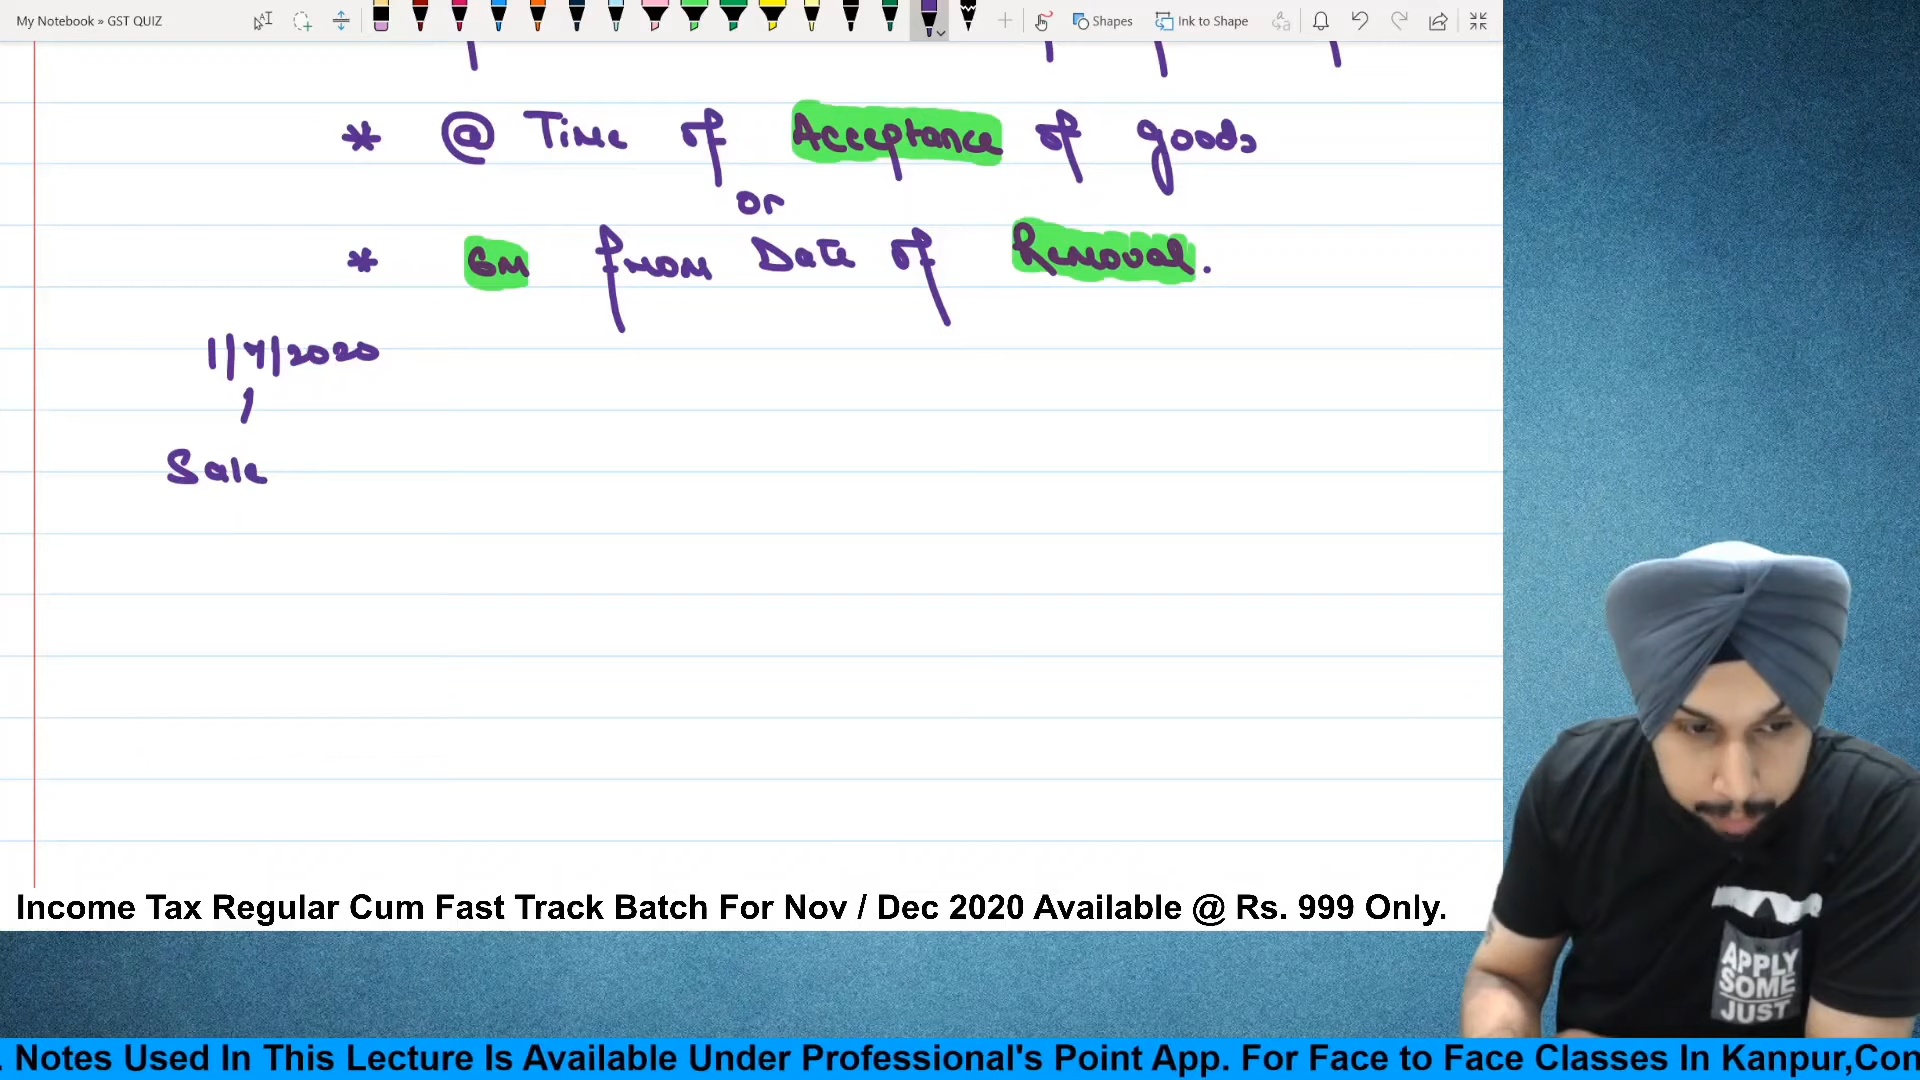 My Notebook » GST QUIZ
Shapes
Ink to Shape
* @ Time of Acceptance of goods
or
* 6M from Date of Removal.
1/7/2020
Sale
APPLY
SOME
JUST
Income Tax Regular Cum Fast Track Batch For Nov / Dec 2020 Available @ Rs. 999 Only.
. Notes Used In This Lecture Is Available Under Professional's Point App. For Face to Face Classes In Kanpur,Con